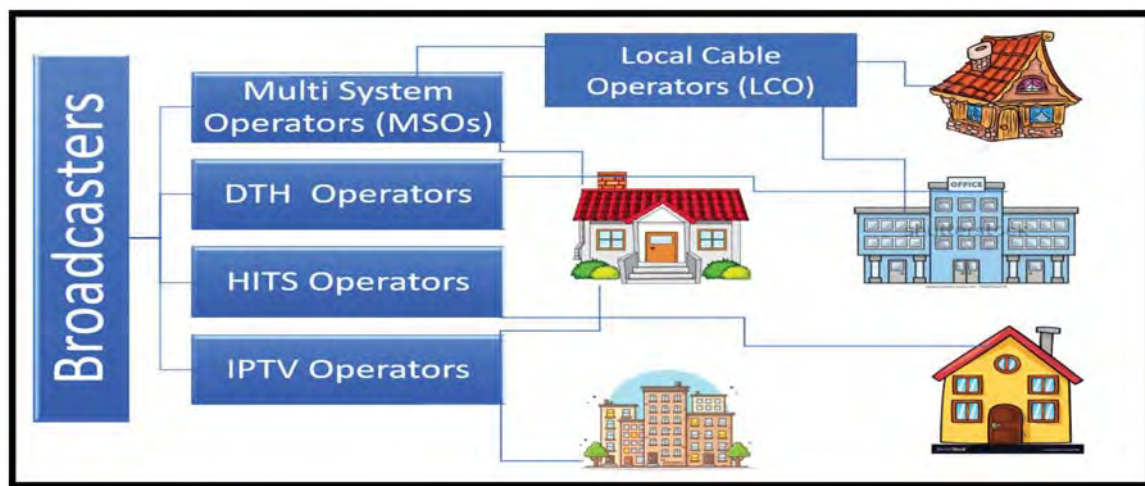 Broadcasters
Multi System
Operators (MSOs)
Local Cable
Operators (LCO)
DTH Operators
HITS Operators
IPTV Operators
OFFICE